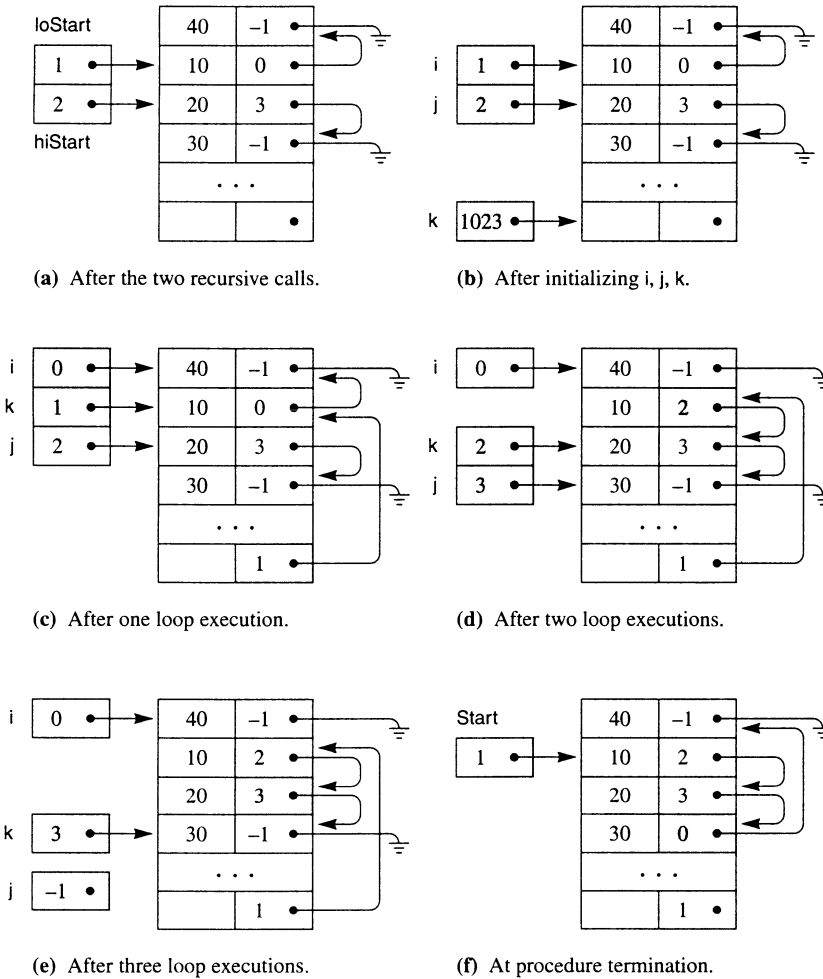 loStart
40 –1
1 10 0
2 20 3
hiStart 30 –1
. . .
(a) After the two recursive calls.
40 –1
i 1 10 0
j 2 20 3
30 –1
. . .
k 1023
(b) After initializing i, j, k.
i 0 40 –1
k 1 10 0
j 2 20 3
30 –1
. . .
1
(c) After one loop execution.
i 0 40 –1
10 2
k 2 20 3
j 3 30 –1
. . .
1
(d) After two loop executions.
i 0 40 –1
10 2
20 3
k 3 30 –1
j –1 . . .
1
(e) After three loop executions.
Start 40 –1
1 10 2
20 3
30 0
. . .
1
(f) At procedure termination.